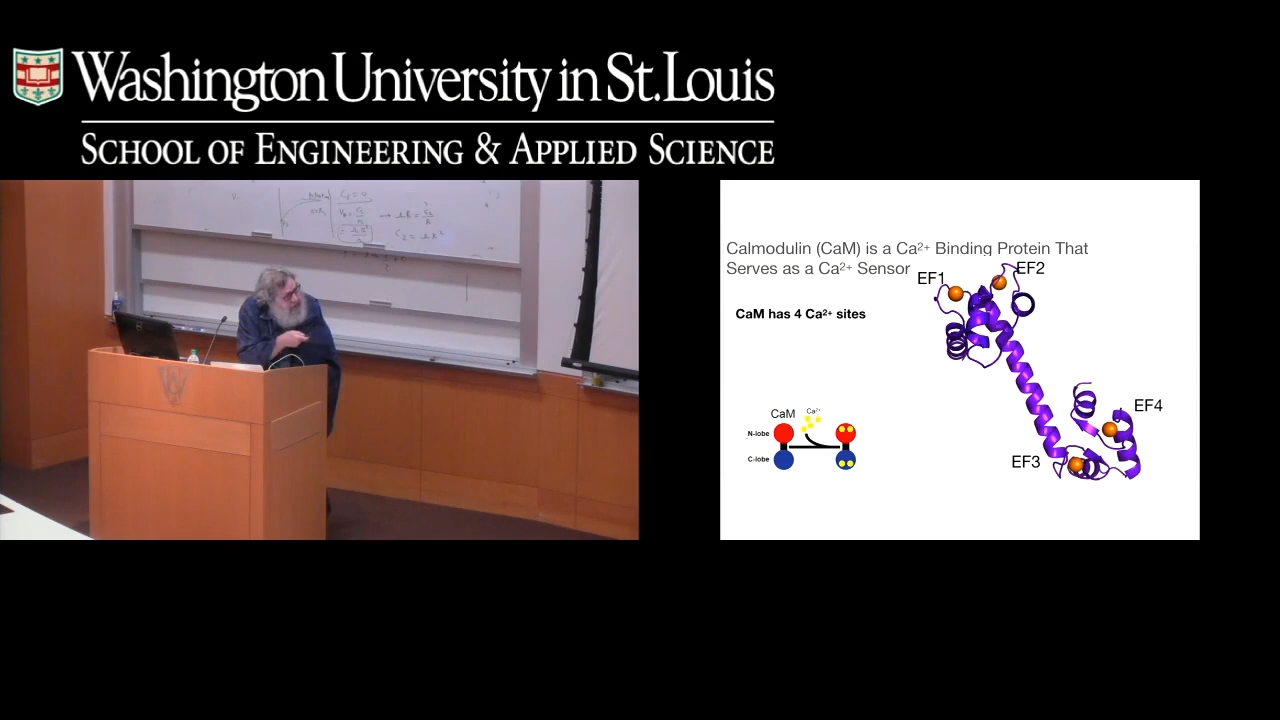 Washington University in St. Louis
SCHOOL OF ENGINEERING & APPLIED SCIENCE
Calmodulin (CaM) is a Ca²⁺ Binding Protein That
Serves as a Ca²⁺ Sensor
EF1
EF2
CaM has 4 Ca²⁺ sites
EF4
CaM
Ca²⁺
N-lobe
C-lobe
EF3